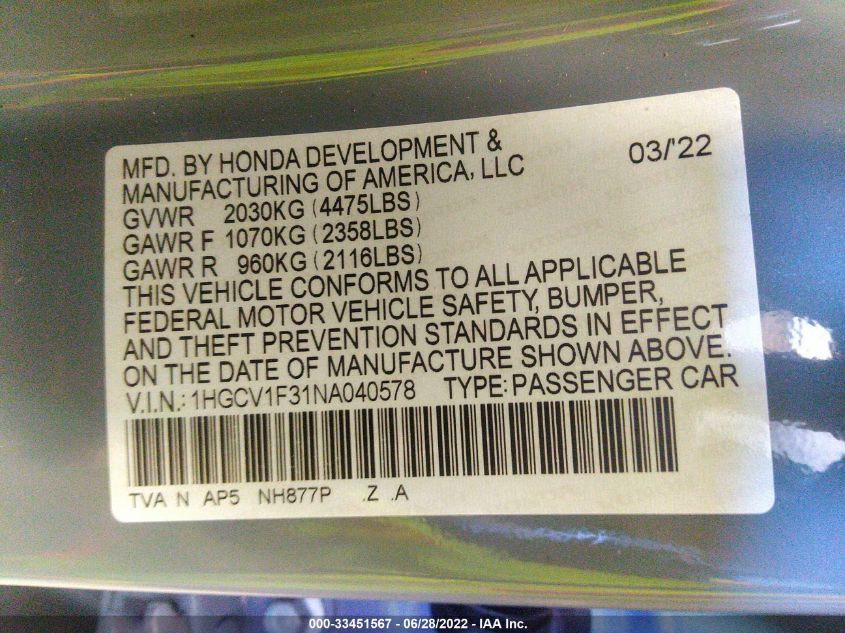 MFD. BY HONDA DEVELOPMENT &
MANUFACTURING OF AMERICA, LLC 03/'22
GVWR 2030KG (4475LBS)
GAWR F 1070KG (2358LBS)
GAWR R 960KG (2116LBS)
THIS VEHICLE CONFORMS TO ALL APPLICABLE
FEDERAL MOTOR VEHICLE SAFETY, BUMPER,
AND THEFT PREVENTION STANDARDS IN EFFECT
ON THE DATE OF MANUFACTURE SHOWN ABOVE.
V.I.N.: 1HGCV1F31NA040578 TYPE: PASSENGER CAR
TVA N AP5 NH877P .Z .A
000-33451567 / 06/28/2022 - IAA Inc.